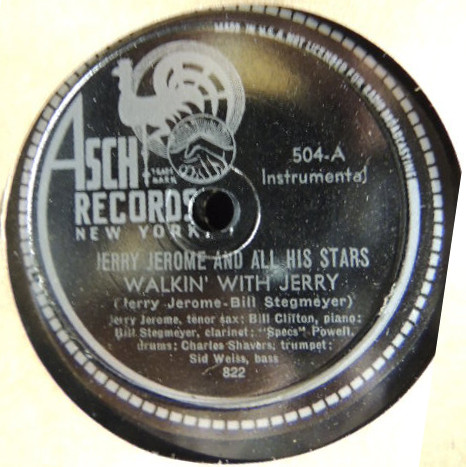 MADE IN U.S.A. NOT LICENSED FOR RADIO BROADCASTING
ASCH
TRADE MARK
RECORDS
NEW YORK
504-A
Instrumental
JERRY JEROME AND ALL HIS STARS
WALKIN' WITH JERRY
(Jerry Jerome-Bill Stegmeyer)
Jerry Jerome, tenor sax: Bill Clifton, piano:
Bill Stegmeyer, clarinet: "Specs" Powell,
drums: Charles Shavers, trumpet:
Sid Weiss, bass
822